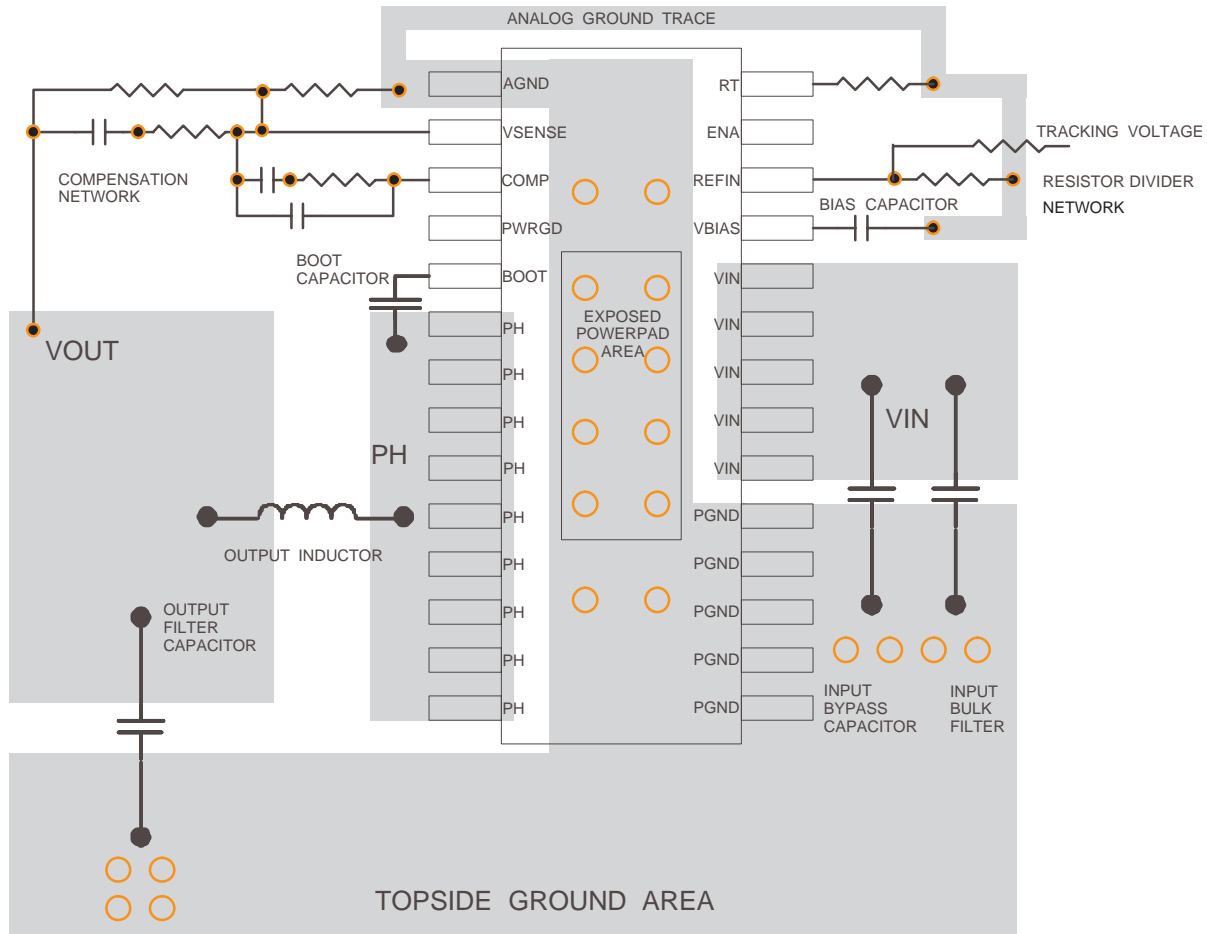 ANALOG GROUND TRACE
AGND
RT
VSENSE
ENA
TRACKING VOLTAGE
COMPENSATION
NETWORK
COMP
REFIN
RESISTOR DIVIDER
NETWORK
BIAS CAPACITOR
PWRGD
VBIAS
BOOT
CAPACITOR
BOOT
VIN
EXPOSED
POWERPAD
AREA
PH
VIN
VOUT
PH
VIN
PH
VIN
VIN
PH
PH
VIN
PH
PGND
OUTPUT INDUCTOR
PH
PGND
OUTPUT
FILTER
CAPACITOR
PH
PGND
PH
PGND
PH
PGND
INPUT
BYPASS
CAPACITOR
INPUT
BULK
FILTER
TOPSIDE GROUND AREA